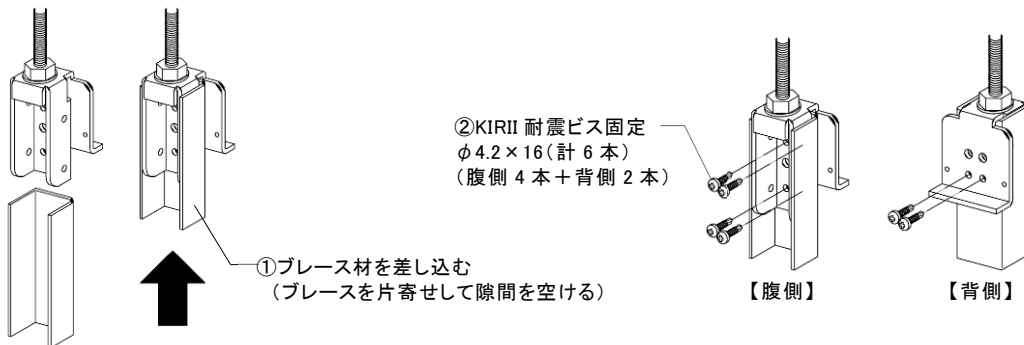 ①ブレース材を差し込む
(ブレースを片寄せして隙間を空ける)
②KIRII 耐震ビス固定
φ4.2×16(計 6 本)
(腹側 4 本+背側 2 本)
【腹側】
【背側】